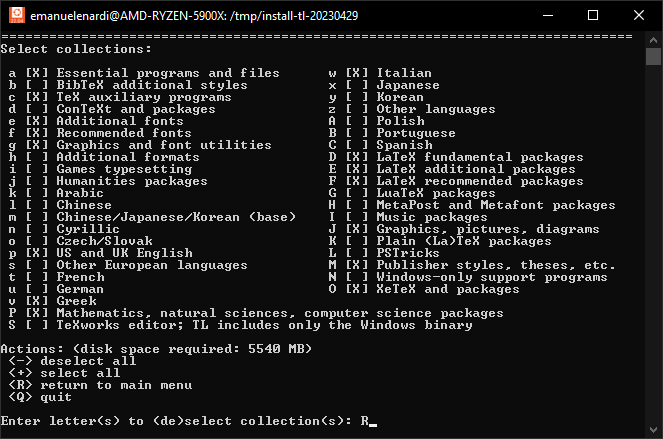 emanuelenardi@AMD-RYZEN-5900X: /tmp/install-tl-20230429
===============================================================================
Select collections:
a [X] Essential programs and files w [X] Italian
b [ ] BibTeX additional styles x [ ] Japanese
c [X] TeX auxiliary programs y [ ] Korean
d [ ] ConTeXt and packages z [ ] Other languages
e [X] Additional fonts A [ ] Polish
f [X] Recommended fonts B [ ] Portuguese
g [X] Graphics and font utilities C [ ] Spanish
h [ ] Additional formats D [X] LaTeX fundamental packages
i [ ] Games typesetting E [X] LaTeX additional packages
j [ ] Humanities packages F [X] LaTeX recommended packages
k [ ] Arabic G [ ] LuaTeX packages
l [ ] Chinese H [ ] MetaPost and Metafont packages
m [ ] Chinese/Japanese/Korean (base) I [ ] Music packages
n [ ] Cyrillic J [X] Graphics, pictures, diagrams
o [ ] Czech/Slovak K [ ] Plain (La)TeX packages
p [X] US and UK English L [ ] PSTricks
s [ ] Other European languages M [X] Publisher styles, theses, etc.
t [ ] French N [ ] Windows-only support programs
u [ ] German O [X] XeTeX and packages
v [X] Greek
P [X] Mathematics, natural sciences, computer science packages
S [ ] TeXworks editor; TL includes only the Windows binary
Actions: (disk space required: 5540 MB)
<-> deselect all
<+> select all
<R> return to main menu
<Q> quit
Enter letter(s) to (de)select collection(s): R